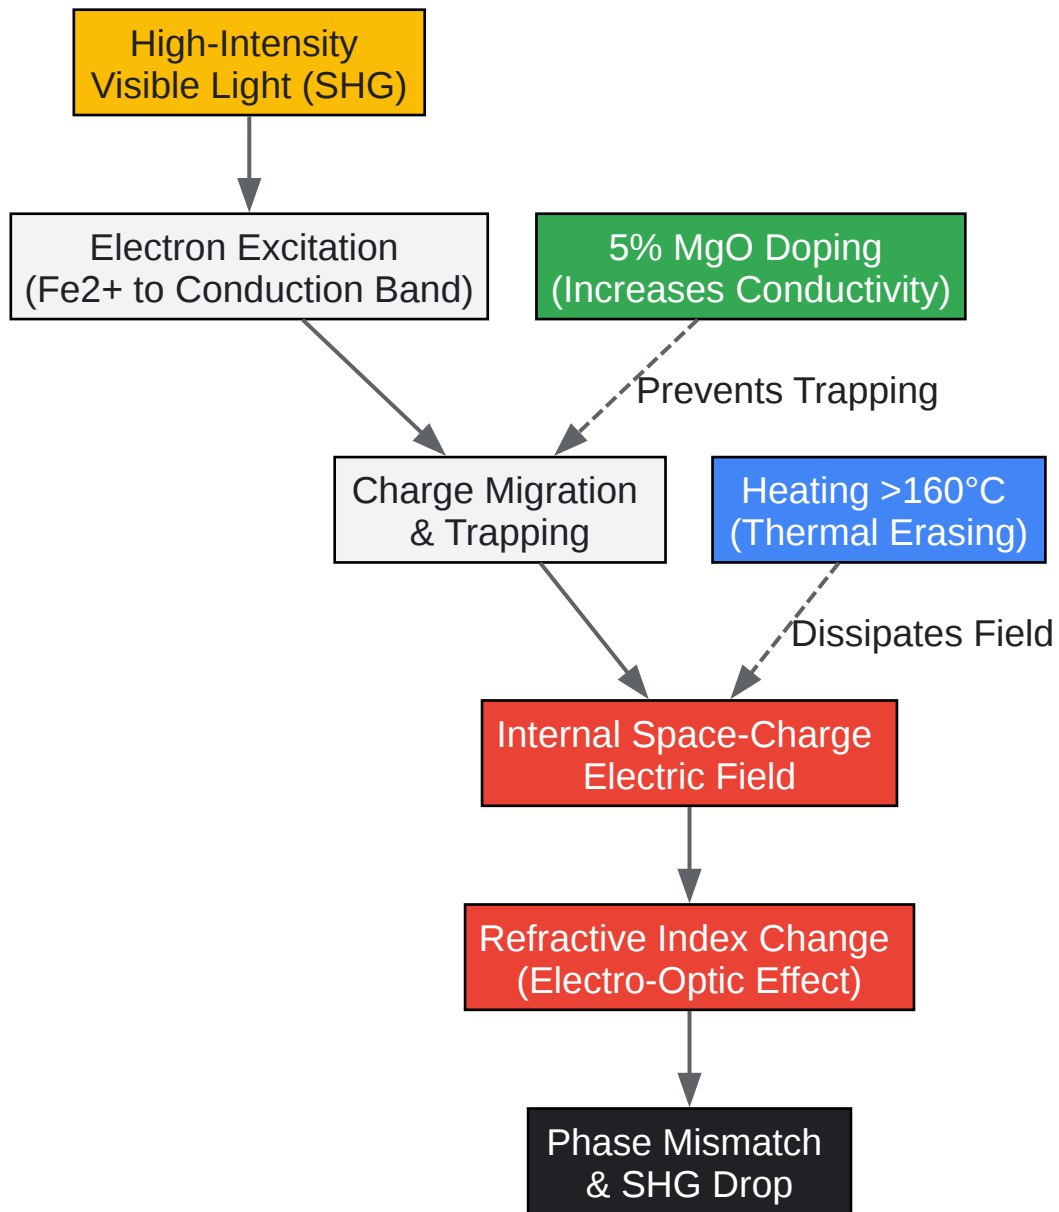 High-Intensity
Visible Light (SHG)
Electron Excitation
(Fe2+ to Conduction Band)
5% MgO Doping
(Increases Conductivity)
Prevents Trapping
Charge Migration
& Trapping
Heating >160°C
(Thermal Erasing)
Dissipates Field
Internal Space-Charge
Electric Field
Refractive Index Change
(Electro-Optic Effect)
Phase Mismatch
& SHG Drop